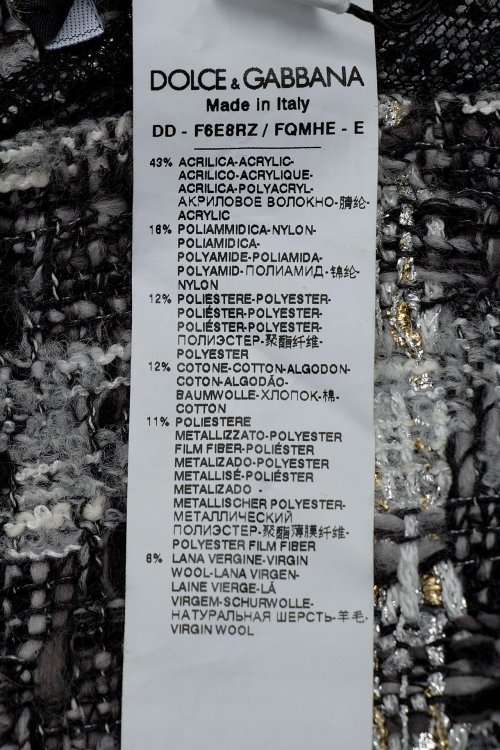 DOLCE & GABBANA
Made in Italy
DD - F6E8RZ / FQMHE - E
43% ACRILICA-ACRYLIC-
ACRILICO-ACRYLIQUE-
ACRILICA-POLYACRYL-
АКРИЛОВОЕ ВОЛОКНО-腈纶-
ACRYLIC
16% POLIAMMIDICA-NYLON-
POLIAMIDICA-
POLYAMIDE-POLIAMIDA-
POLYAMID-ПОЛИАМИД-锦纶-
NYLON
12% POLIESTERE-POLYESTER-
POLIÉSTER-POLYESTER-
POLIÉSTER-POLYESTER-
ПОЛИЭСТЕР-聚酯纤维-
POLYESTER
12% COTONE-COTTON-ALGODON-
COTON-ALGODÃO-
BAUMWOLLE-ХЛОПОК-棉-
COTTON
11% POLIESTERE
METALLIZZATO-POLYESTER
FILM FIBER-POLIÉSTER
METALIZADO-POLYESTER
METALLISÉ-POLIÉSTER
METALIZADO -
METALLISCHER POLYESTER-
МЕТАЛЛИЧЕСКИЙ
ПОЛИЭСТЕР-聚酯薄膜纤维-
POLYESTER FILM FIBER
6% LANA VERGINE-VIRGIN
WOOL-LANA VIRGEN-
LAINE VIERGE-LÃ
VIRGEM-SCHURWOLLE-
НАТУРАЛЬНАЯ ШЕРСТЬ-羊毛-
VIRGIN WOOL